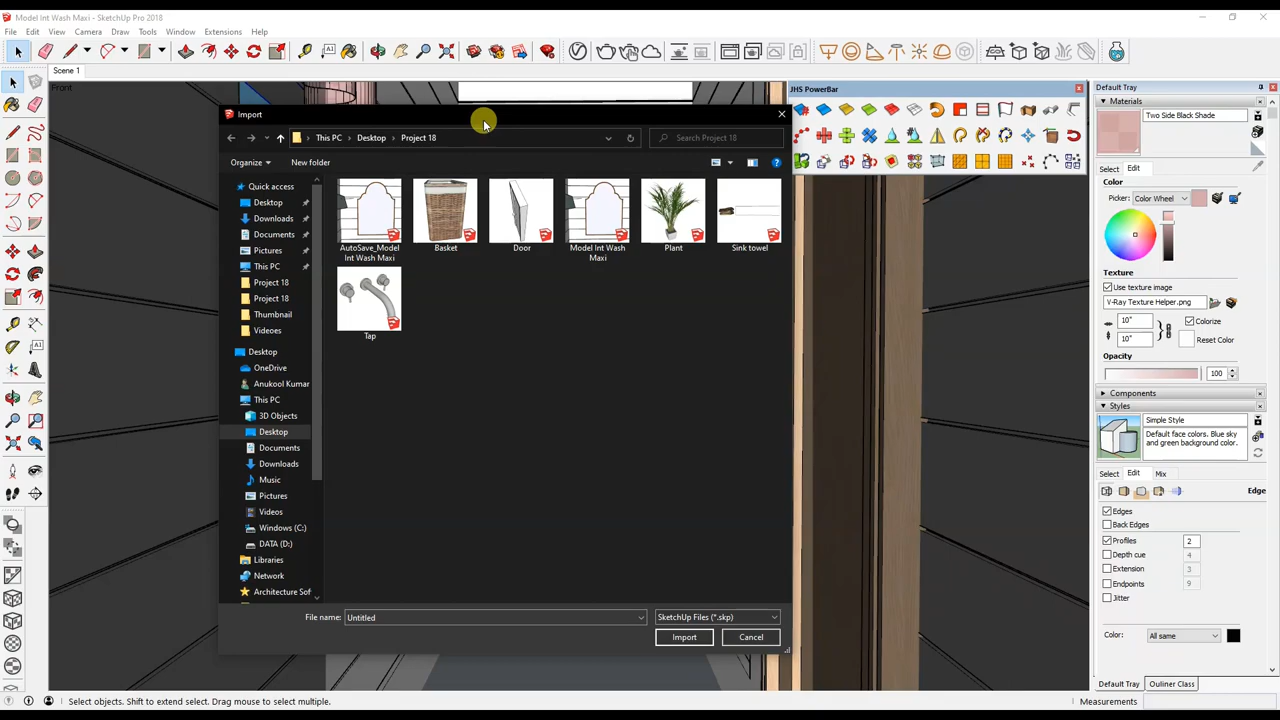 Model Int Wash Maxi - SketchUp Pro 2018
File Edit View Camera Draw Tools Window Extensions Help
Scene 1
Front
Import
This PC > Desktop > Project 18
Search Project 18
Organize
New folder
Quick access
Desktop
Downloads
Documents
Pictures
This PC
Project 18
Project 18
Thumbnail
Videoes
Desktop
OneDrive
Anukool Kumar
This PC
3D Objects
Desktop
Documents
Downloads
Music
Pictures
Videos
Windows (C:)
DATA (D:)
Libraries
Network
Architecture Sof
AutoSave_Model
Int Wash Maxi
Basket
Door
Model Int Wash
Maxi
Plant
Sink towel
Tap
File name:
Untitled
SketchUp Files (*.skp)
Import
Cancel
JHS PowerBar
Default Tray
Materials
Two Side Black Shade
Select
Edit
Color
Picker:
Color Wheel
Texture
Use texture image
V-Ray Texture Helper.png
10"
Colorize
10"
Reset Color
Opacity
100
Components
Styles
Simple Style
Default face colors. Blue sky
and green background color.
Select
Edit
Mix
Edge
Edges
Back Edges
Profiles
2
Depth cue
4
Extension
3
Endpoints
9
Jitter
Color:
All same
Default Tray
Ouliner Class
Select objects. Shift to extend select. Drag mouse to select multiple.
Measurements